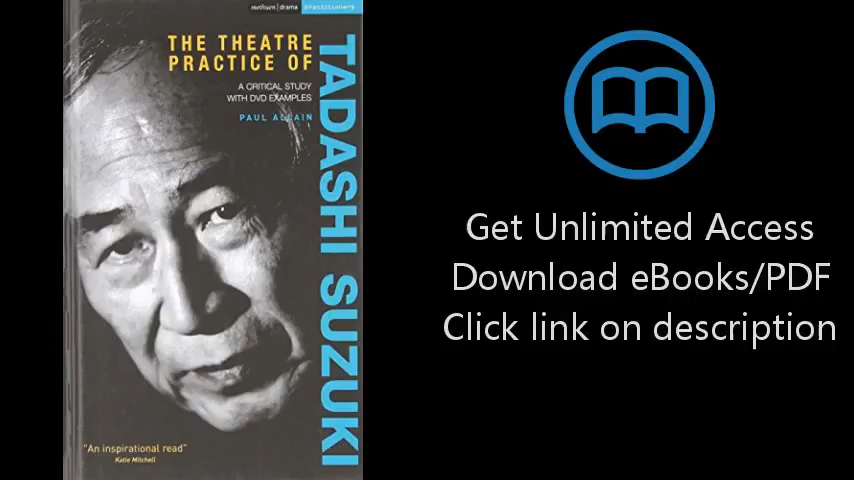 methuen | drama practitioners
THE THEATRE
PRACTICE OF
A CRITICAL STUDY
WITH DVD EXAMPLES
PAUL ALLAIN
TADASHI SUZUKI
"An inspirational read"
Katie Mitchell
Get Unlimited Access
Download eBooks/PDF
Click link on description